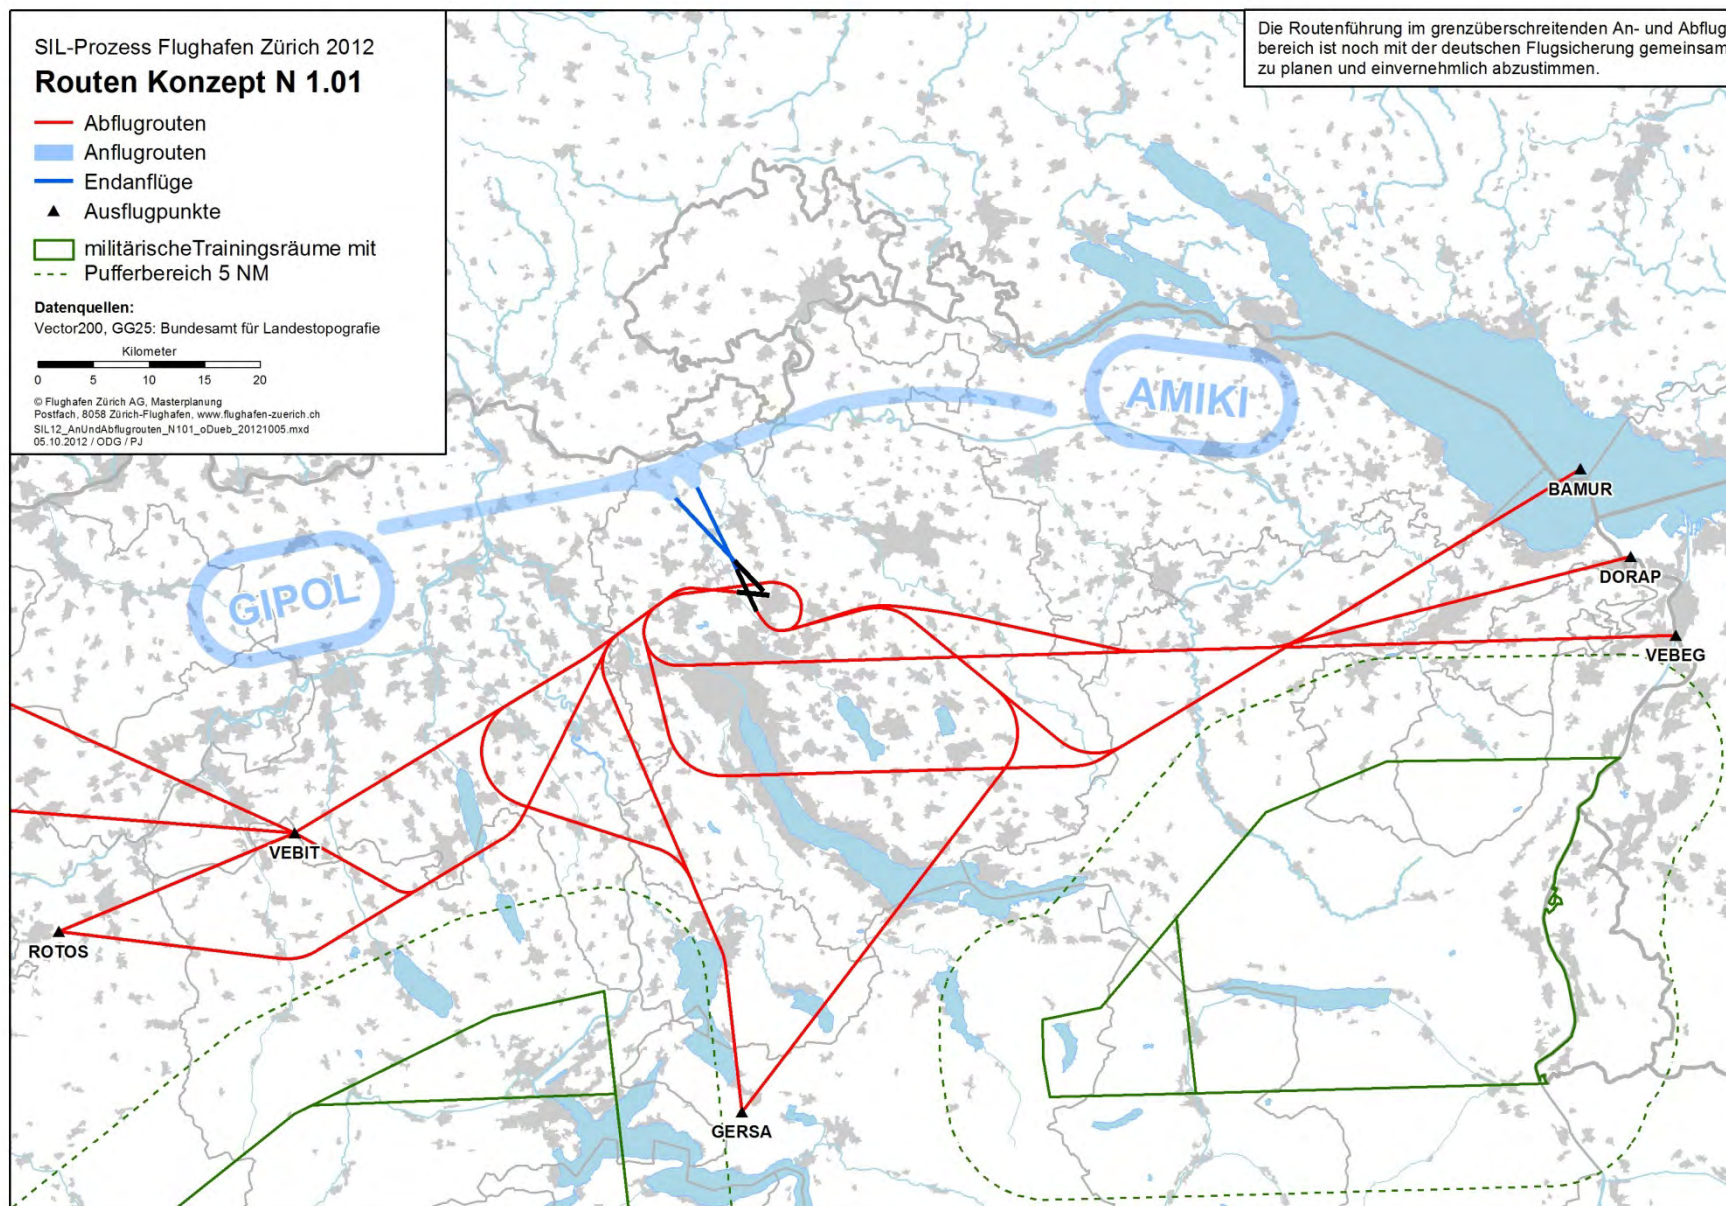 SIL-Prozess Flughafen Zürich 2012
Routen Konzept N 1.01
Abflugrouten
Anflugrouten
Endanflüge
Ausflugpunkte
militärischeTrainingsräume mit
Pufferbereich 5 NM
Datenquellen:
Vector200, GG25: Bundesamt für Landestopografie
Kilometer
0 5 10 15 20
© Flughafen Zürich AG, Masterplanung
Postfach, 8058 Zürich-Flughafen, www.flughafen-zuerich.ch
SIL12_AnUndAbflugrouten_N101_oDueb_20121005.mxd
05.10.2012 / ODG / PJ
Die Routenführung im grenzüberschreitenden An- und Abflug
bereich ist noch mit der deutschen Flugsicherung gemeinsam
zu planen und einvernehmlich abzustimmen.
AMIKI
BAMUR
DORAP
GIPOL
VEBEG
VEBIT
ROTOS
GERSA